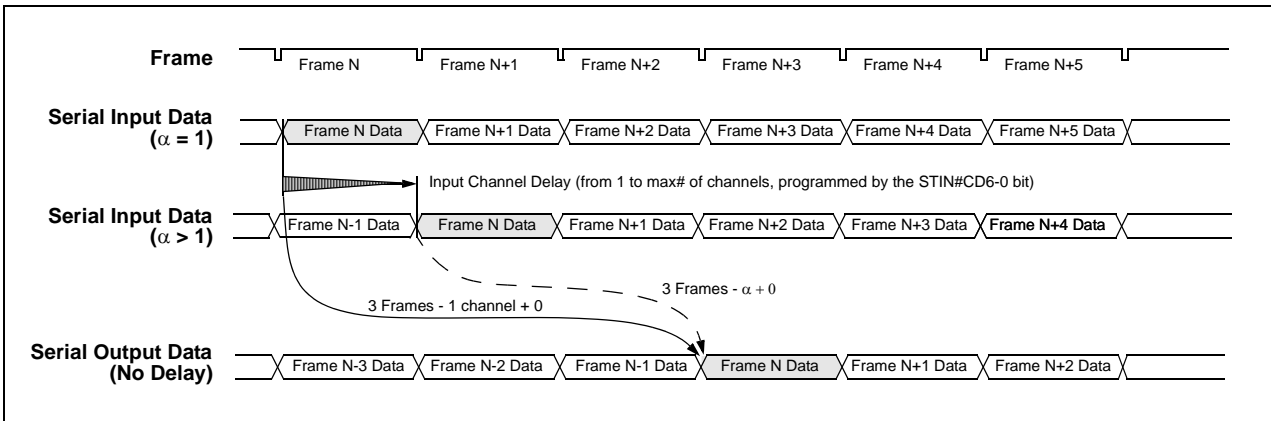 Frame
Frame N
Frame N+1
Frame N+2
Frame N+3
Frame N+4
Frame N+5
Serial Input Data
(α = 1)
Frame N Data
Frame N+1 Data
Frame N+2 Data
Frame N+3 Data
Frame N+4 Data
Frame N+5 Data
Input Channel Delay (from 1 to max# of channels, programmed by the STIN#CD6-0 bit)
Serial Input Data
(α > 1)
Frame N-1 Data
Frame N Data
Frame N+1 Data
Frame N+2 Data
Frame N+3 Data
Frame N+4 Data
3 Frames - α + 0
3 Frames - 1 channel + 0
Serial Output Data
(No Delay)
Frame N-3 Data
Frame N-2 Data
Frame N-1 Data
Frame N Data
Frame N+1 Data
Frame N+2 Data